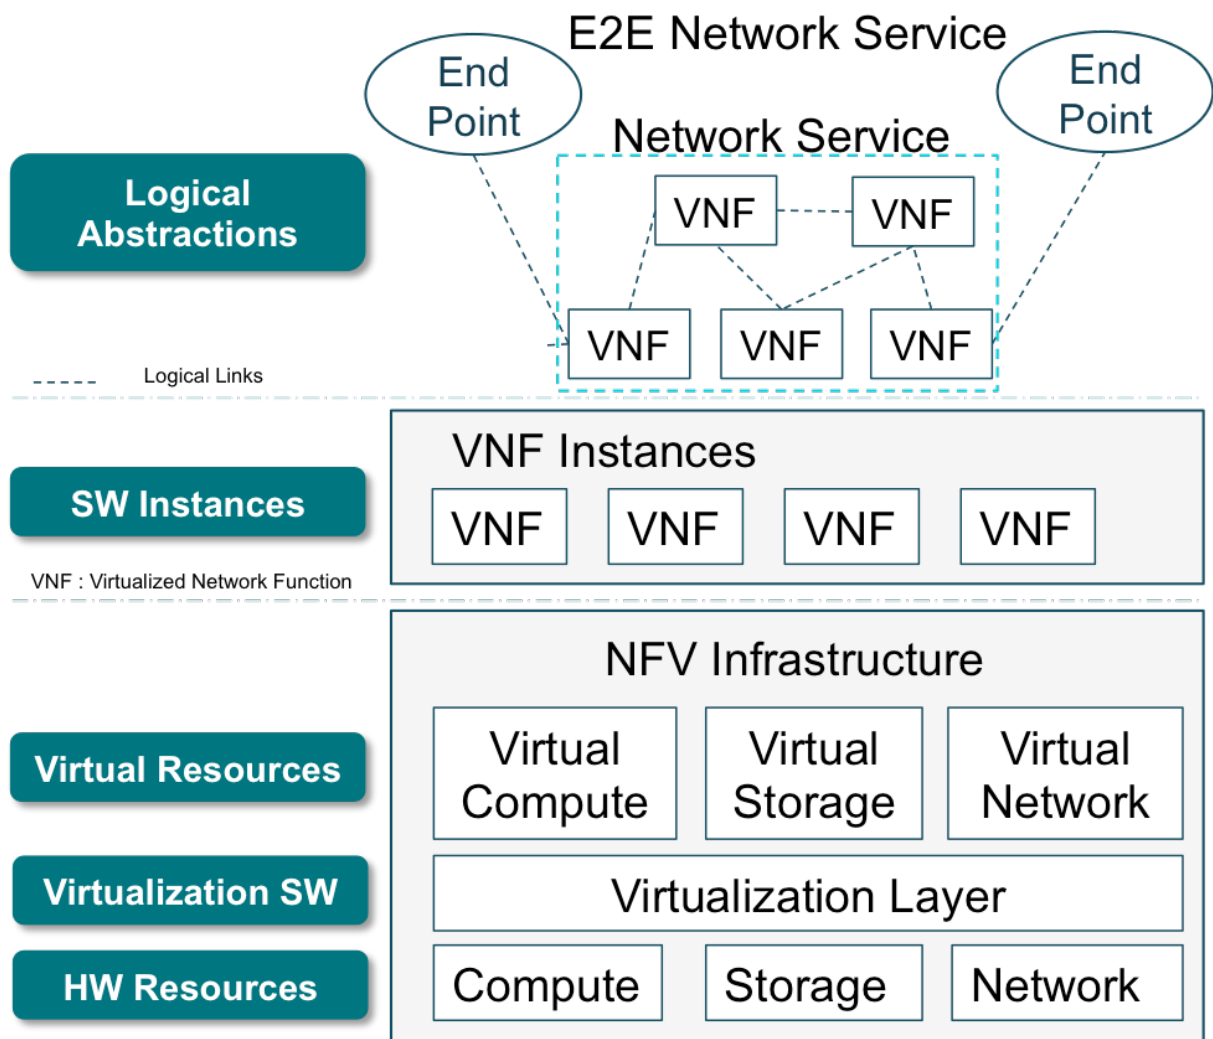 E2E Network Service
End
Point
End
Point
Network Service
Logical
Abstractions
VNF
VNF
VNF
VNF
VNF
Logical Links
VNF Instances
SW Instances
VNF
VNF
VNF
VNF
VNF : Virtualized Network Function
NFV Infrastructure
Virtual Resources
Virtual
Compute
Virtual
Storage
Virtual
Network
Virtualization SW
Virtualization Layer
HW Resources
Compute
Storage
Network